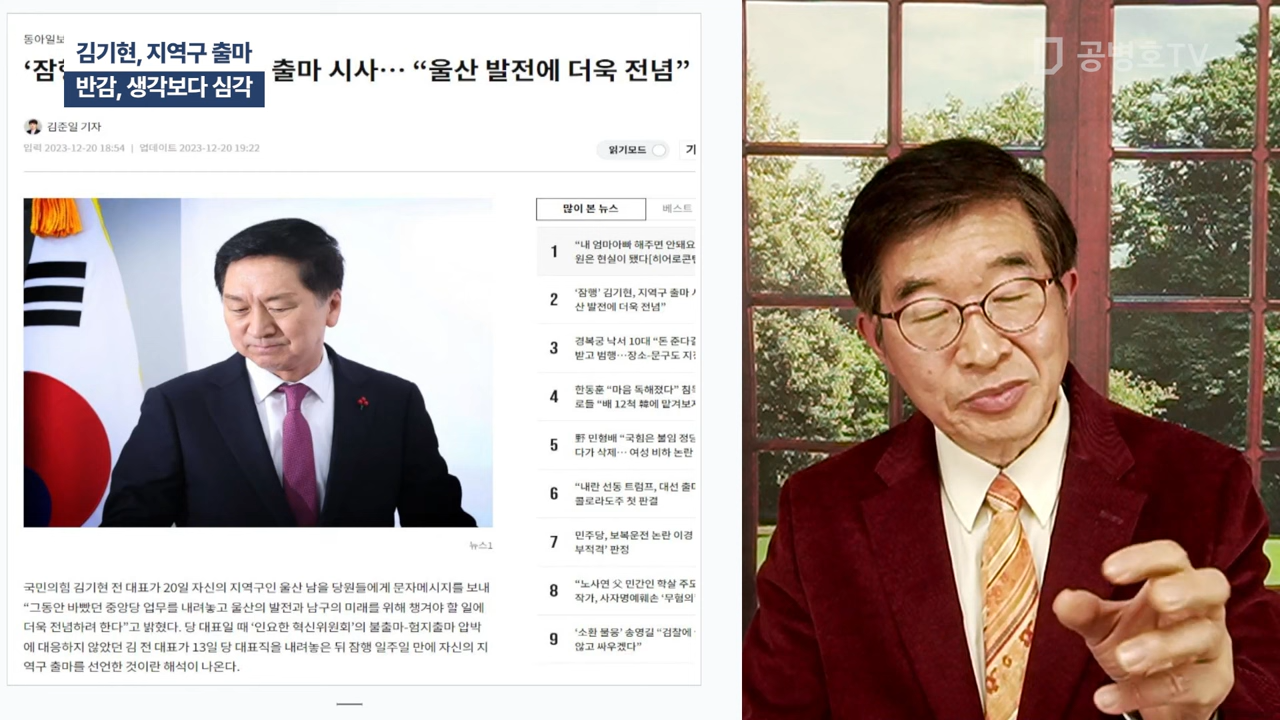 동아일보
김기현, 지역구 출마
반감, 생각보다 심각
‘잠행 출마 시사… “울산 발전에 더욱 전념”
김준일 기자
입력 2023-12-20 18:54 | 업데이트 2023-12-20 19:22
읽기모드
공병호TV
많이 본 뉴스 베스트
1 “내 엄마아빠 해주면 안돼요
원은 현실이 됐다[히어로콘텐
2 ‘잠행’ 김기현, 지역구 출마 시
산 발전에 더욱 전념”
3 경복궁 낙서 10대 “돈 준다길
받고 범행…장소·문구도 지정
4 한동훈 “마음 독해졌다” 침묵
로들 “배 12척 韓에 맡겨보자
5 野 민형배 “국힘은 불임 정당
다가 삭제… 여성 비하 논란
6 “내란 선동 트럼프, 대선 출마
콜로라도주 첫 판결
7 민주당, 보복운전 논란 이경
부적격’ 판정
8 “노사연 父 민간인 학살 주도
작가, 사자명예훼손 ‘무혐의
9 ‘소환 불응’ 송영길 “검찰에
않고 싸우겠다”
뉴스1
국민의힘 김기현 전 대표가 20일 자신의 지역구인 울산 남을 당원들에게 문자메시지를 보내
“그동안 바빴던 중앙당 업무를 내려놓고 울산의 발전과 남구의 미래를 위해 챙겨야 할 일에
더욱 전념하려 한다”고 밝혔다. 당 대표일 때 ‘인요한 혁신위원회’의 불출마-험지출마 압박
에 대응하지 않았던 김 전 대표가 13일 당 대표직을 내려놓은 뒤 잠행 일주일 만에 자신의 지
역구 출마를 선언한 것이란 해석이 나온다.